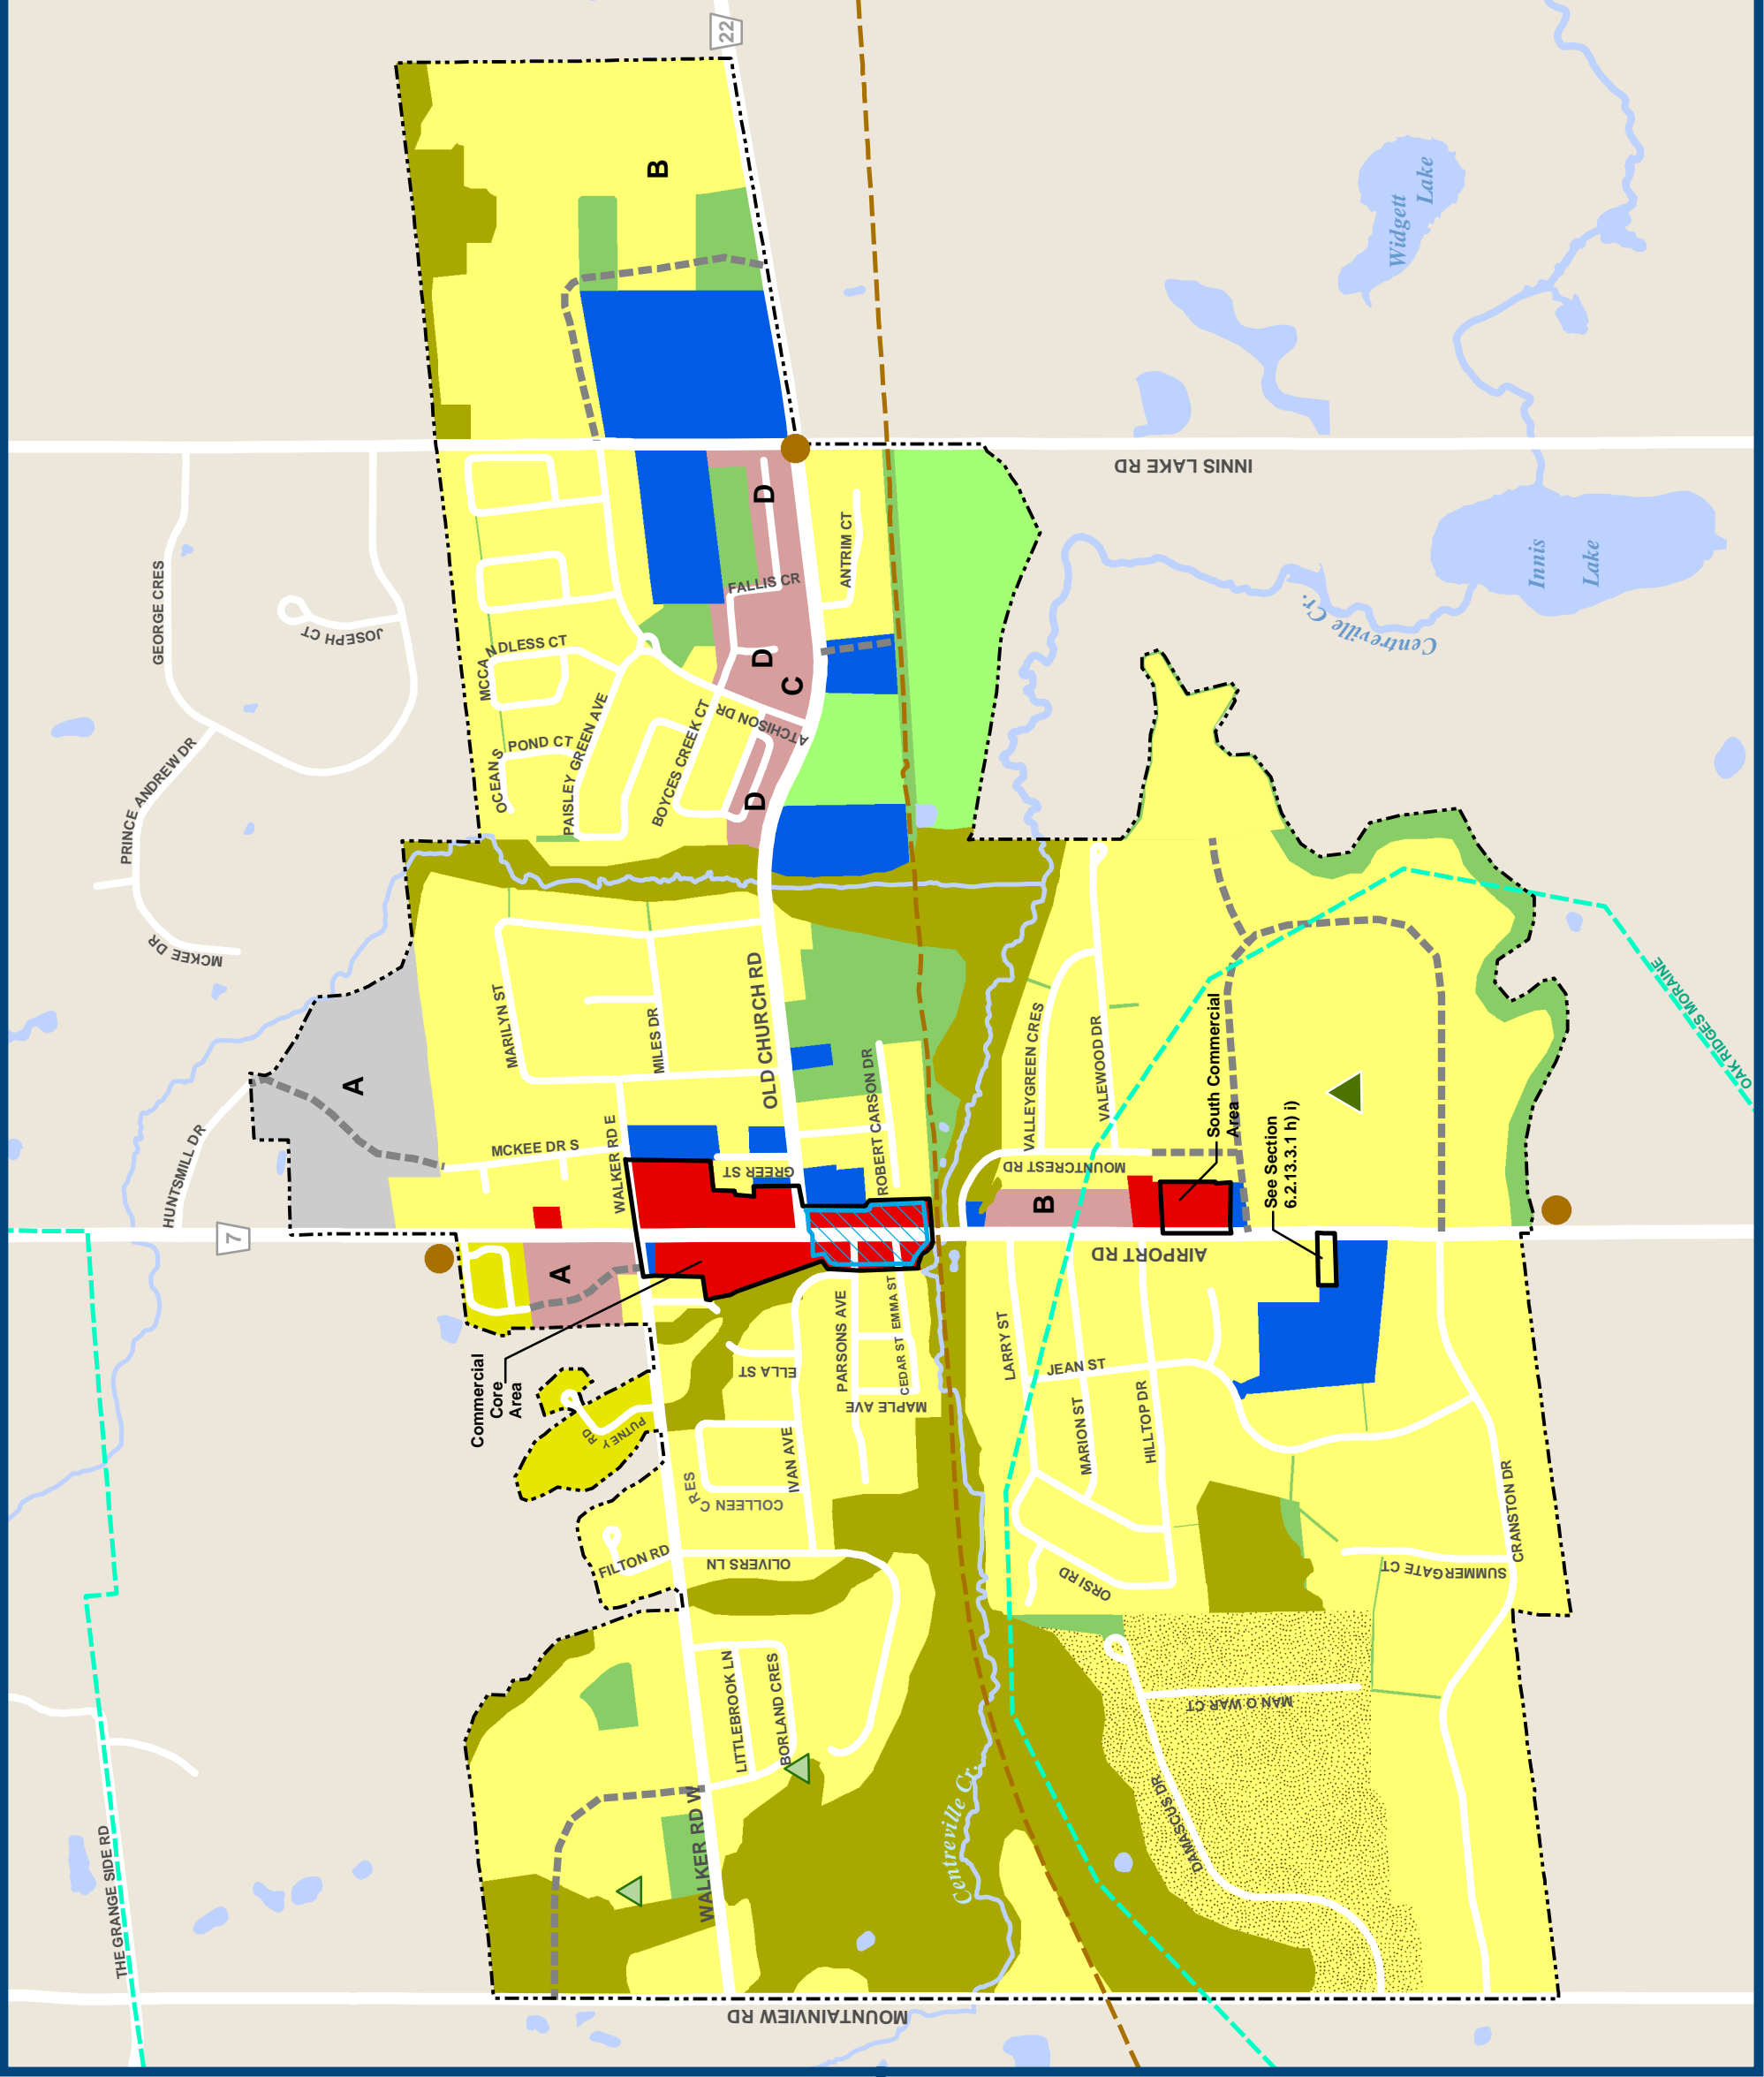 22
B
Widgett
Lake
INNIS LAKE RD
GEORGE CRES
JOSEPH CT
D
ANTRIM CT
FALLIS CR
Innis
Lake
Centreville Cr.
MCCANDLESS CT
D
C
ATCHISON DR
PAISLEY GREEN AVE
BOYCES CREEK CT
OCEANS POND CT
D
PRINCE ANDREW DR
MCKEE DR
MARILYN ST
MILES DR
OLD CHURCH RD
OAK RIDGES MORAINE
A
VALLEYGREEN CRES
VALEWOOD DR
ROBERT CARSON DR
South Commercial
Area
See Section
6.2.13.3.1 h) i)
HUNTSMILL DR
MCKEE DR S
WALKER RD E
GREER ST
MOUNTCREST RD
B
7
A
AIRPORT RD
Commercial
Core
Area
PARSONS AVE
EMMA ST
CEDAR ST
ELLA ST
MAPLE AVE
LARRY ST
JEAN ST
MARION ST
HILLTOP DR
PUTNEY RD
IVAN AVE
COLLEEN CRES
FILTON RD
OLIVERS LN
ORSI RD
CRANSTON DR
SUMMERGATE CT
LITTLEBROOK LN
BORLAND CRES
MAN O WAR CT
DAMASCUS DR
WALKER RD W
Centreville Cr.
THE GRANGE SIDE RD
MOUNTAINVIEW RD